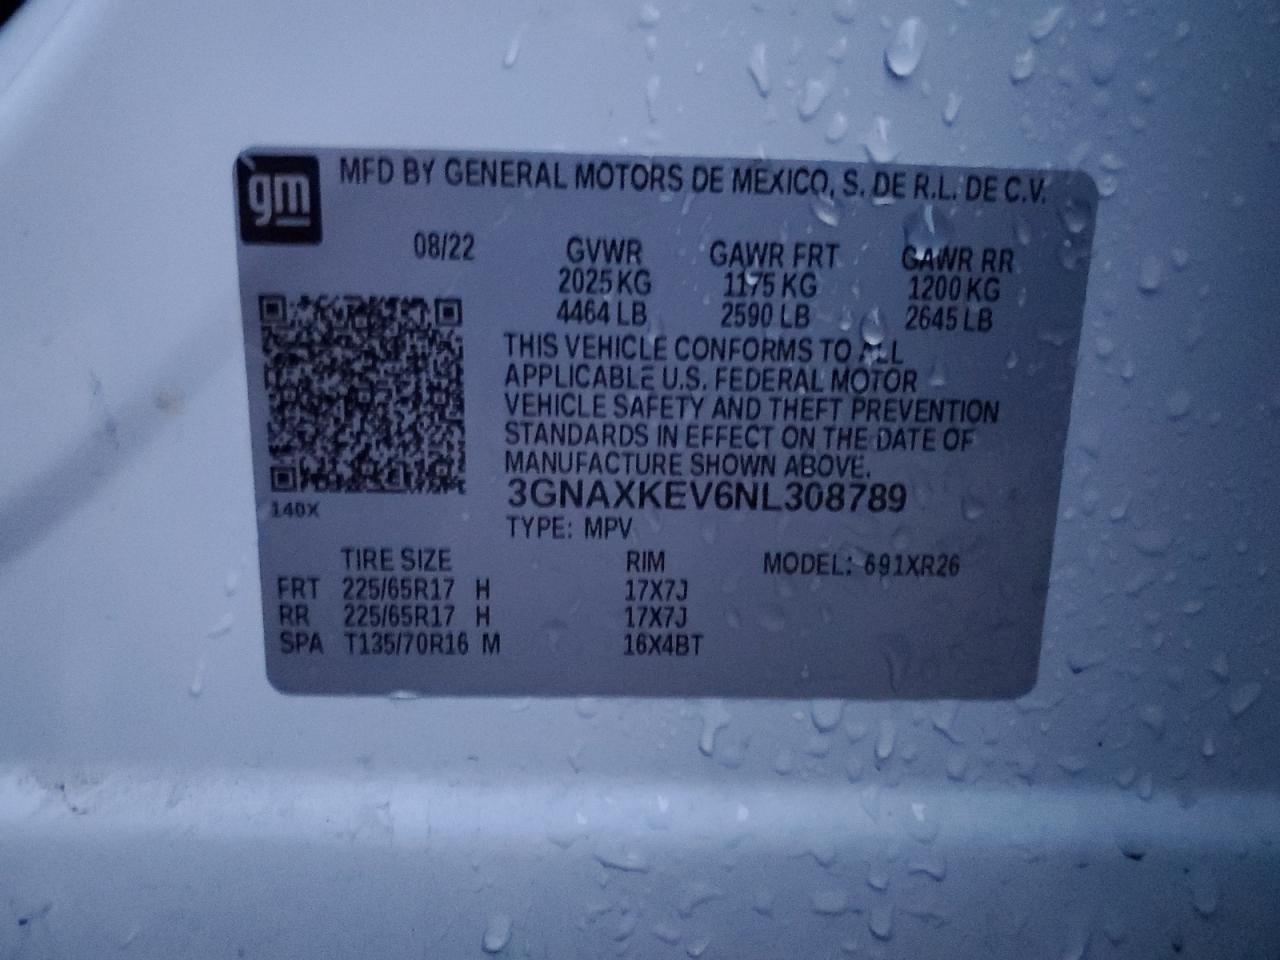 gm
MFD BY GENERAL MOTORS DE MEXICO, S. DE R.L. DE C.V.
08/22 GVWR GAWR FRT GAWR RR
2025 KG 1175 KG 1200 KG
4464 LB 2590 LB 2645 LB
THIS VEHICLE CONFORMS TO ALL
APPLICABLE U.S. FEDERAL MOTOR
VEHICLE SAFETY AND THEFT PREVENTION
STANDARDS IN EFFECT ON THE DATE OF
MANUFACTURE SHOWN ABOVE.
3GNAXKEV6NL308789
140X
TYPE: MPV
TIRE SIZE RIM MODEL: 691XR26
FRT 225/65R17 H 17X7J
RR 225/65R17 H 17X7J
SPA T135/70R16 M 16X4BT